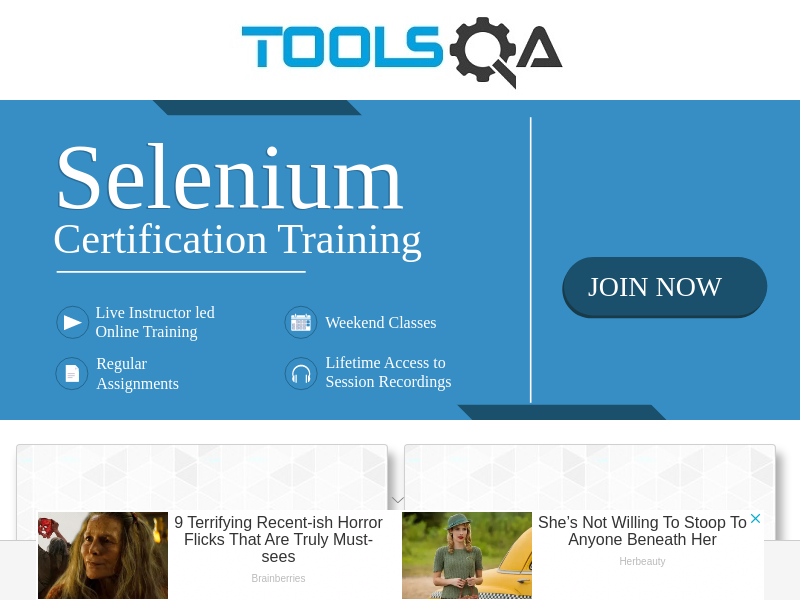 TOOLSQA
Selenium
Certification Training
JOIN NOW
Live Instructor led
Online Training
Weekend Classes
Regular
Assignments
Lifetime Access to
Session Recordings
9 Terrifying Recent-ish Horror
Flicks That Are Truly Must-
sees
Brainberries
She's Not Willing To Stoop To
Anyone Beneath Her
Herbeauty